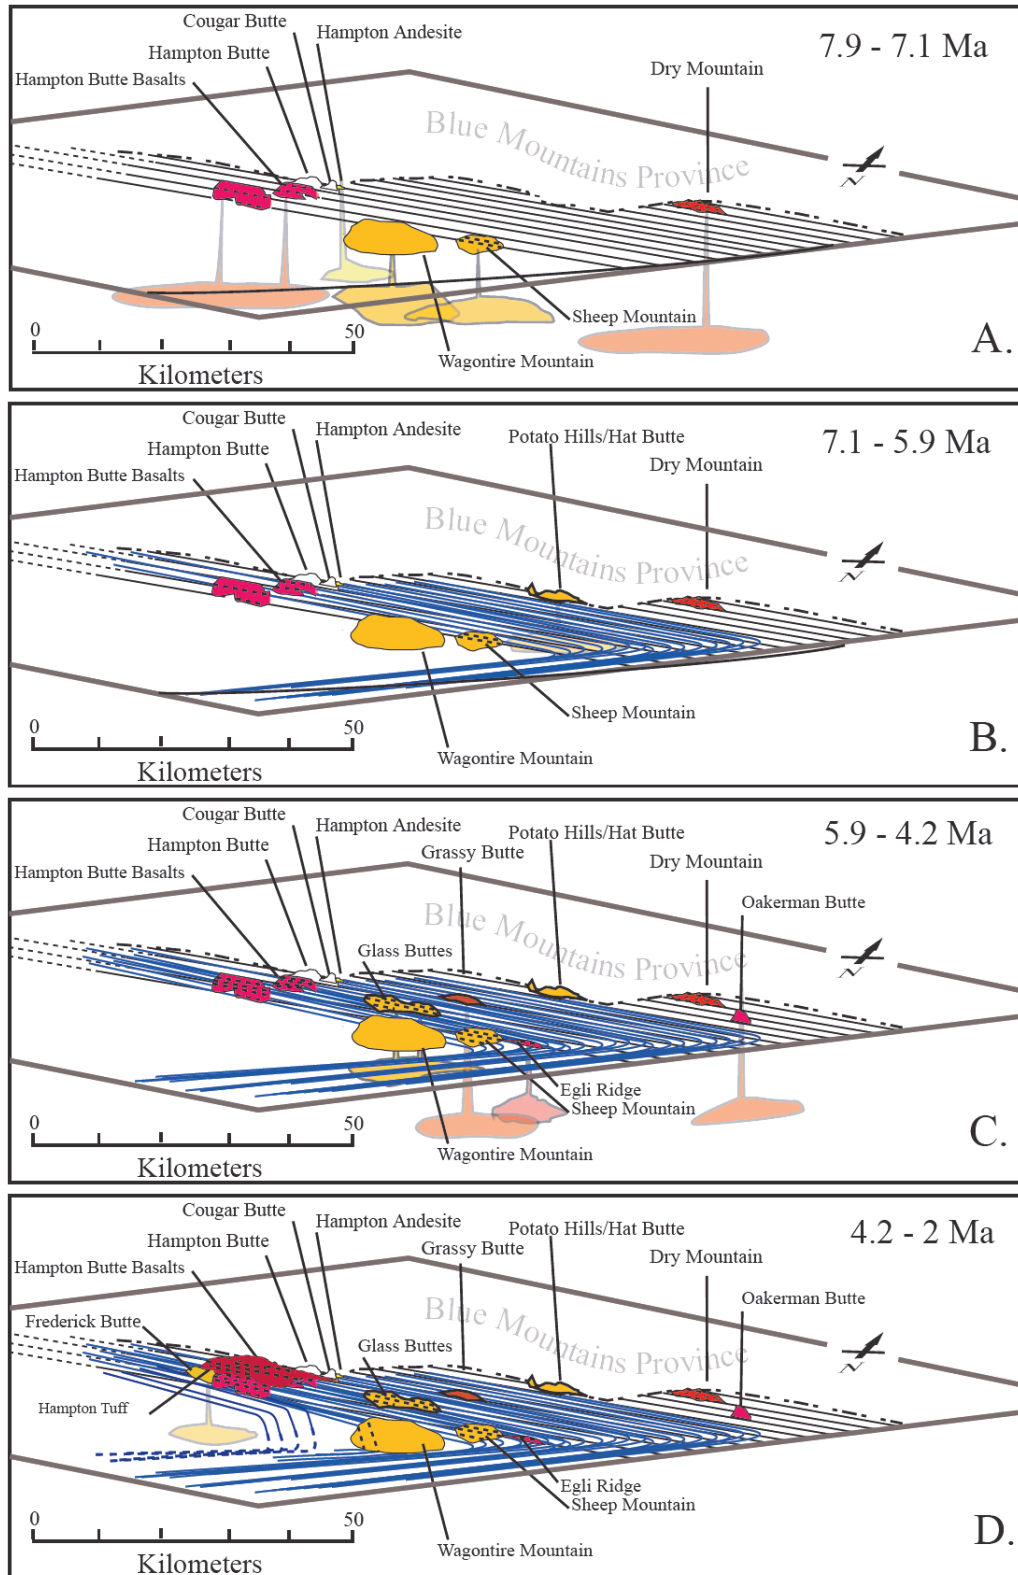 Cougar Butte
Hampton Andesite
7.9 - 7.1 Ma
Hampton Butte
Dry Mountain
Hampton Butte Basalts
Blue Mountains Province
N
Sheep Mountain
0
50
Wagontire Mountain
Kilometers
A.
Cougar Butte
Hampton Andesite
Potato Hills/Hat Butte
7.1 - 5.9 Ma
Hampton Butte
Dry Mountain
Hampton Butte Basalts
Blue Mountains Province
N
Sheep Mountain
0
50
Wagontire Mountain
Kilometers
B.
Cougar Butte
Hampton Andesite
Potato Hills/Hat Butte
5.9 - 4.2 Ma
Hampton Butte
Grassy Butte
Dry Mountain
Hampton Butte Basalts
Oakerman Butte
Blue Mountains Province
Glass Buttes
N
Egli Ridge
Sheep Mountain
0
50
Wagontire Mountain
Kilometers
C.
Cougar Butte
Hampton Andesite
Potato Hills/Hat Butte
4.2 - 2 Ma
Hampton Butte
Grassy Butte
Dry Mountain
Hampton Butte Basalts
Oakerman Butte
Blue Mountains Province
Frederick Butte
Glass Buttes
N
Hampton Tuff
Egli Ridge
Sheep Mountain
0
50
Wagontire Mountain
Kilometers
D.